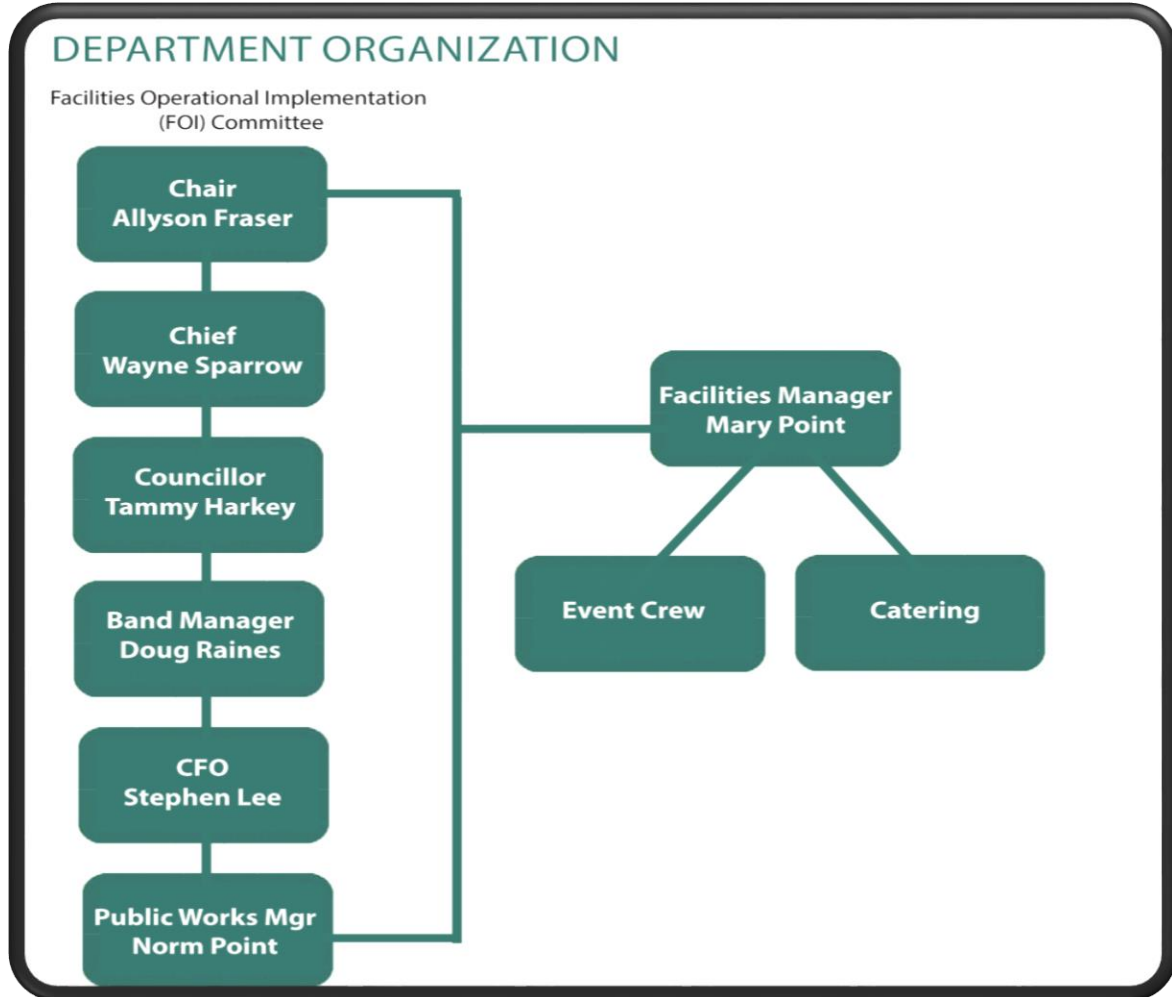 DEPARTMENT ORGANIZATION
Facilities Operational Implementation
(FOI) Committee
Chair
Allyson Fraser
Chief
Wayne Sparrow
Councillor
Tammy Harkey
Band Manager
Doug Raines
CFO
Stephen Lee
Public Works Mgr
Norm Point
Facilities Manager
Mary Point
Event Crew
Catering